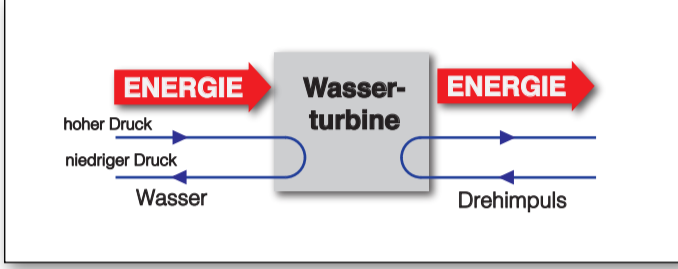 ENERGIE
Wasser-
turbine
ENERGIE
hoher Druck
niedriger Druck
Wasser
Drehimpuls